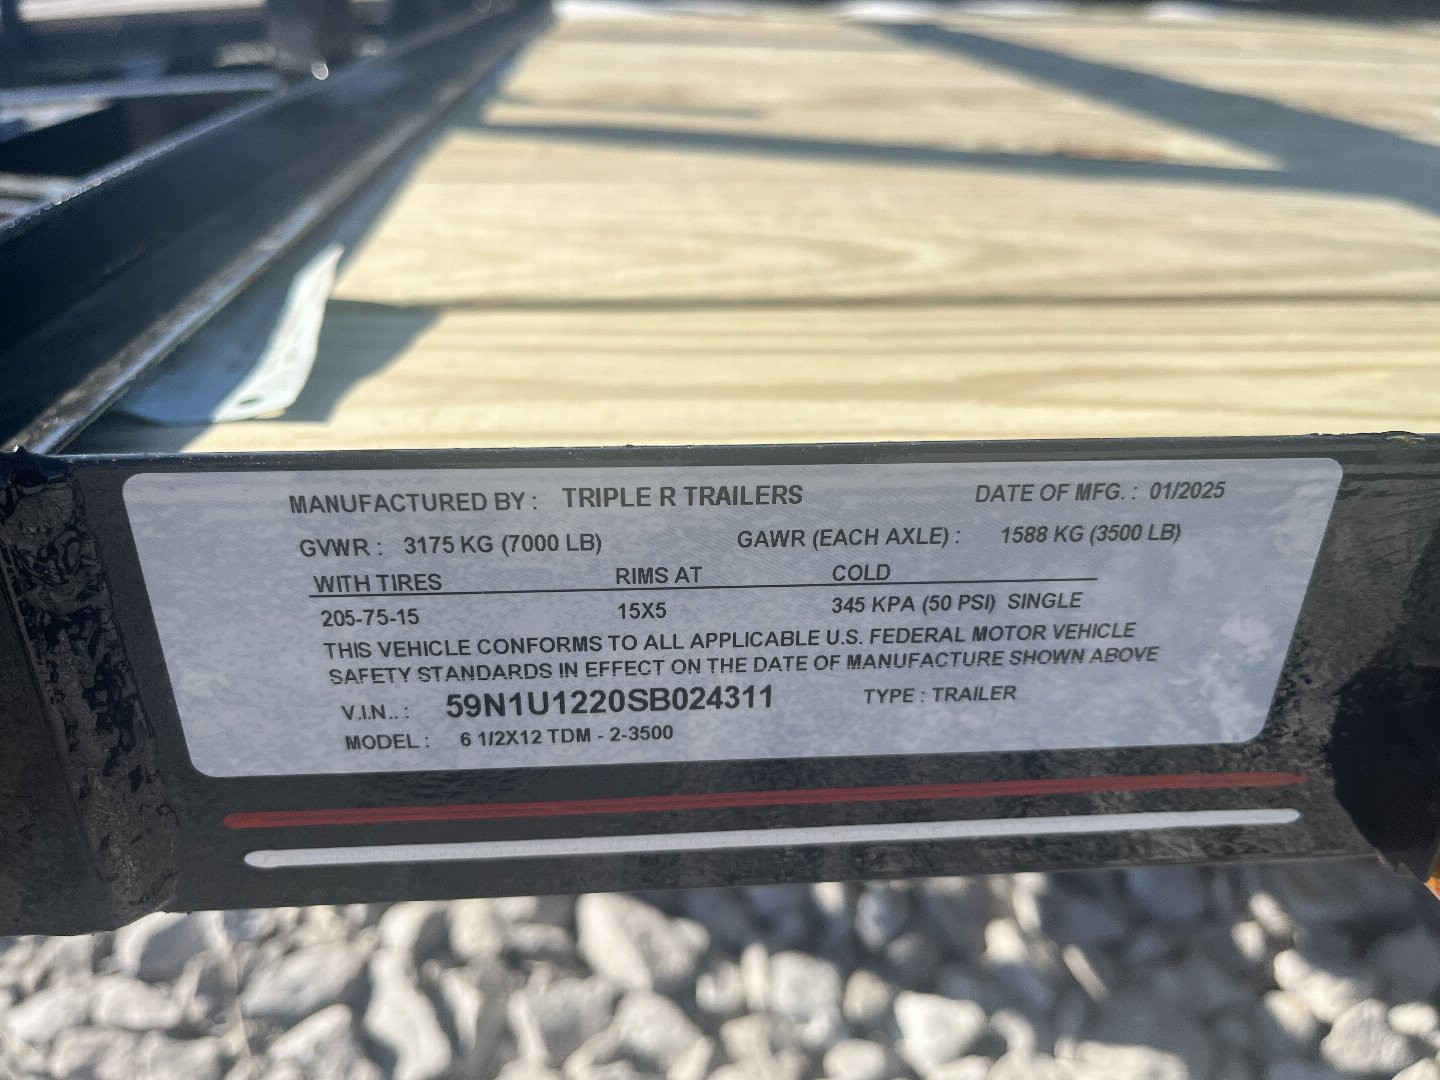 MANUFACTURED BY : TRIPLE R TRAILERS DATE OF MFG. : 01/2025
GVWR : 3175 KG (7000 LB) GAWR (EACH AXLE) : 1588 KG (3500 LB)
WITH TIRES RIMS AT COLD
205-75-15 15X5 345 KPA (50 PSI) SINGLE
THIS VEHICLE CONFORMS TO ALL APPLICABLE U.S. FEDERAL MOTOR VEHICLE
SAFETY STANDARDS IN EFFECT ON THE DATE OF MANUFACTURE SHOWN ABOVE
V.I.N.. : 59N1U1220SB024311 TYPE : TRAILER
MODEL : 6 1/2X12 TDM - 2-3500